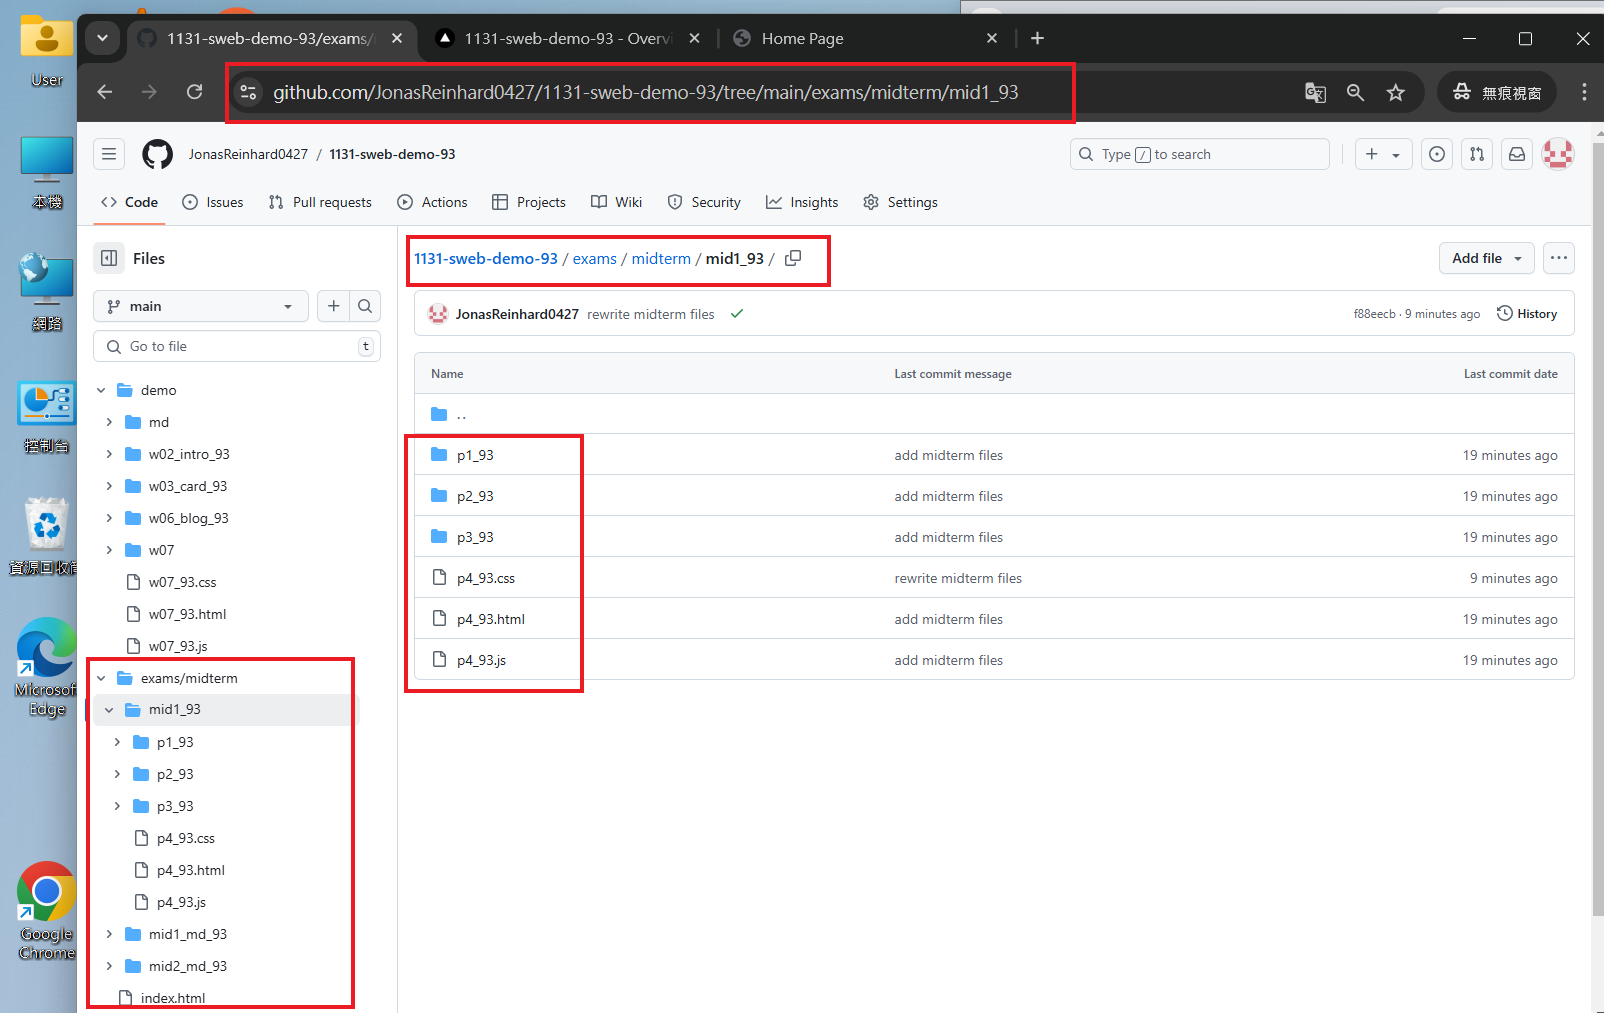 User
本機
網路
控制台
Microsoft
Edge
Google
Chrome
1131-sweb-demo-93/exams/
1131-sweb-demo-93 - Overvi
Home Page
github.com/JonasReinhard0427/1131-sweb-demo-93/tree/main/exams/midterm/mid1_93
無痕視窗
JonasReinhard0427 / 1131-sweb-demo-93
Type / to search
Code
Issues
Pull requests
Actions
Projects
Wiki
Security
Insights
Settings
Files
main
Go to file
t
demo
md
w02_intro_93
w03_card_93
w06_blog_93
w07
w07_93.css
w07_93.html
w07_93.js
exams/midterm
mid1_93
p1_93
p2_93
p3_93
p4_93.css
p4_93.html
p4_93.js
mid1_md_93
mid2_md_93
index.html
1131-sweb-demo-93 / exams / midterm / mid1_93 /
Add file
JonasReinhard0427 rewrite midterm files
f88eecb · 9 minutes ago
History
Name Last commit message Last commit date
..
p1_93 add midterm files 19 minutes ago
p2_93 add midterm files 19 minutes ago
p3_93 add midterm files 19 minutes ago
p4_93.css rewrite midterm files 9 minutes ago
p4_93.html add midterm files 19 minutes ago
p4_93.js add midterm files 19 minutes ago